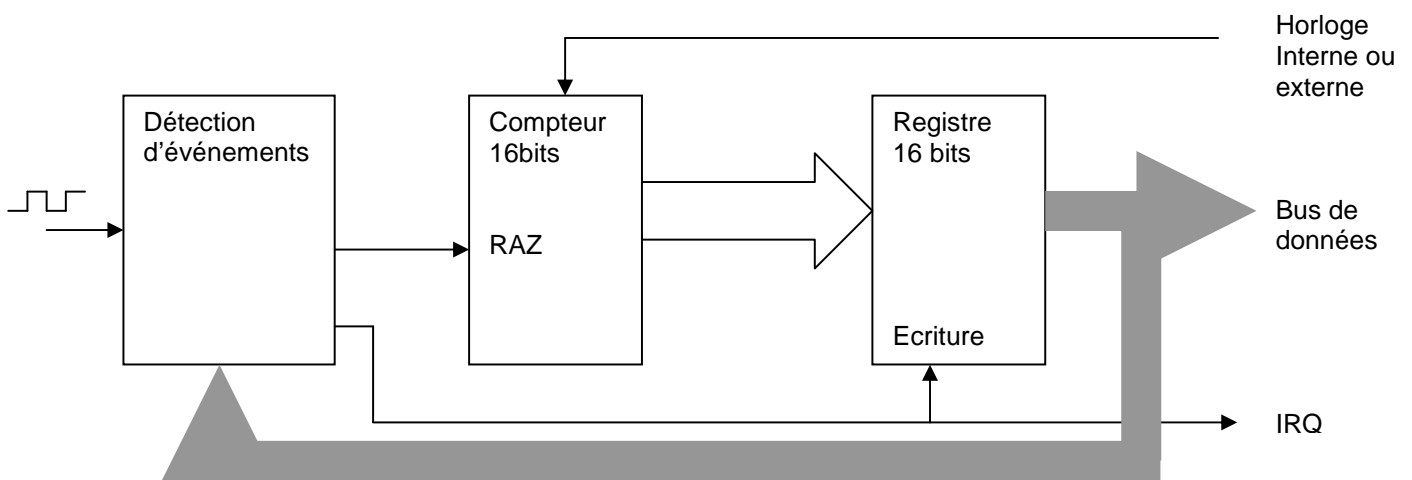 Horloge
Interne ou
externe
Détection
d’événements
Compteur
16bits
RAZ
Registre
16 bits
Ecriture
Bus de
données
IRQ